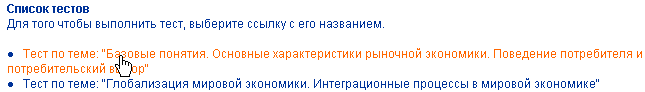 Список тестов
Для того чтобы выполнить тест, выберите ссылку с его названием.
● Тест по теме: "Базовые понятия. Основные характеристики рыночной экономики. Поведение потребителя и
потребительский выбор"
● Тест по теме: "Глобализация мировой экономики. Интеграционные процессы в мировой экономике"